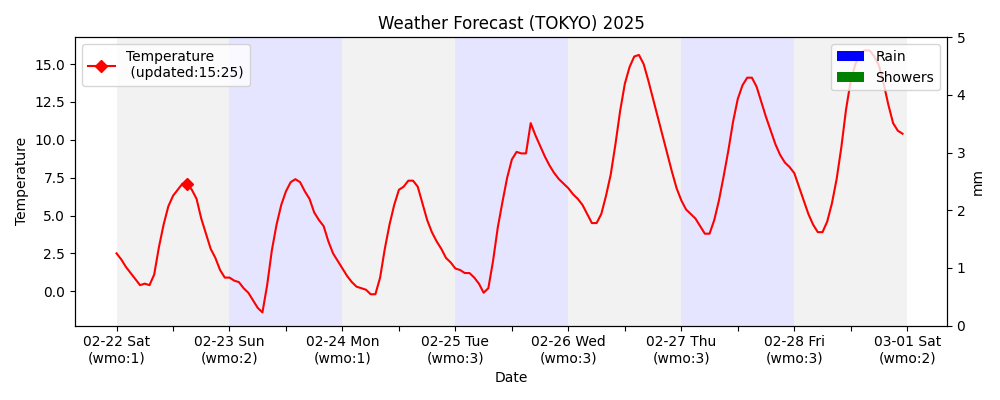 Weather Forecast (TOKYO) 2025
Temperature
(updated:15:25)
Rain
Showers
15.0
12.5
10.0
7.5
5.0
2.5
0.0
Temperature
5
4
3
2
1
0
mm
02-22 Sat 02-23 Sun 02-24 Mon 02-25 Tue 02-26 Wed 02-27 Thu 02-28 Fri 03-01 Sat
(wmo:1) (wmo:2) (wmo:1) (wmo:3) (wmo:3) (wmo:3) (wmo:3) (wmo:2)
Date